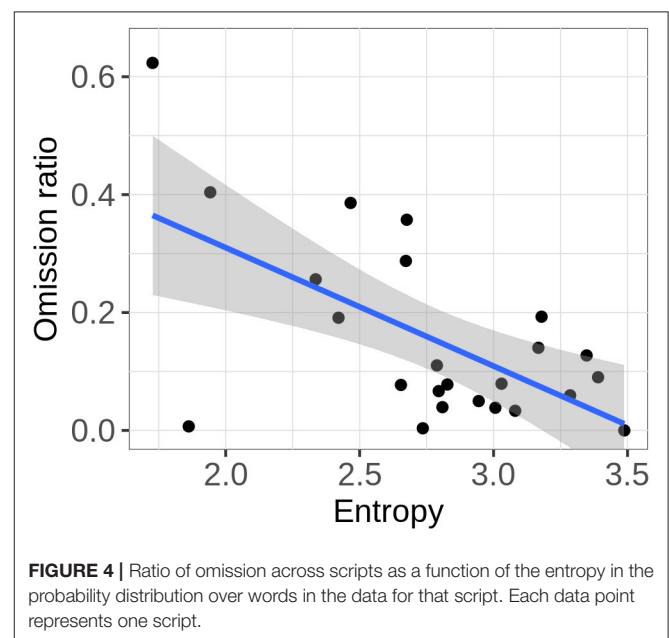 0.6
0.4
0.2
0.0
Omission ratio
2.0 2.5 3.0 3.5
Entropy
FIGURE 4 | Ratio of omission across scripts as a function of the entropy in the
probability distribution over words in the data for that script. Each data point
represents one script.